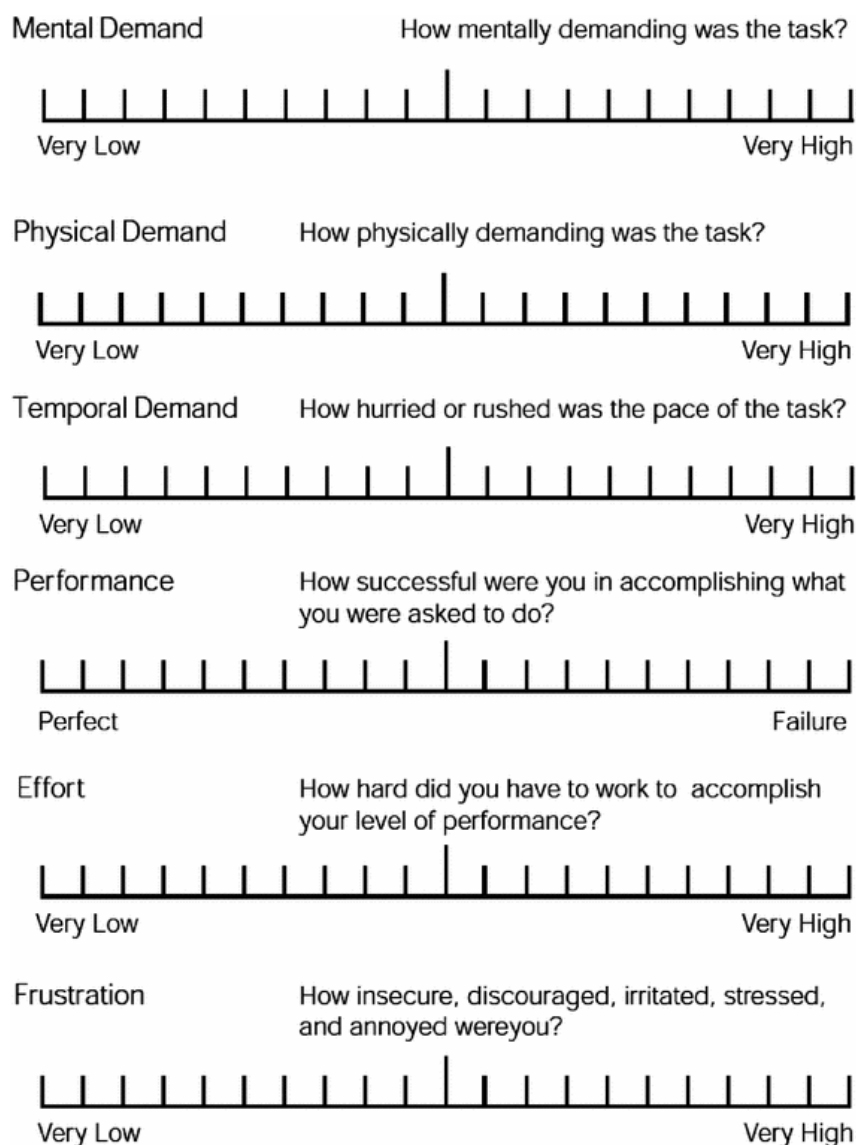 Mental Demand How mentally demanding was the task?
Very Low Very High
Physical Demand How physically demanding was the task?
Very Low Very High
Temporal Demand How hurried or rushed was the pace of the task?
Very Low Very High
Performance How successful were you in accomplishing what
you were asked to do?
Perfect Failure
Effort How hard did you have to work to accomplish
your level of performance?
Very Low Very High
Frustration How insecure, discouraged, irritated, stressed,
and annoyed wereyou?
Very Low Very High